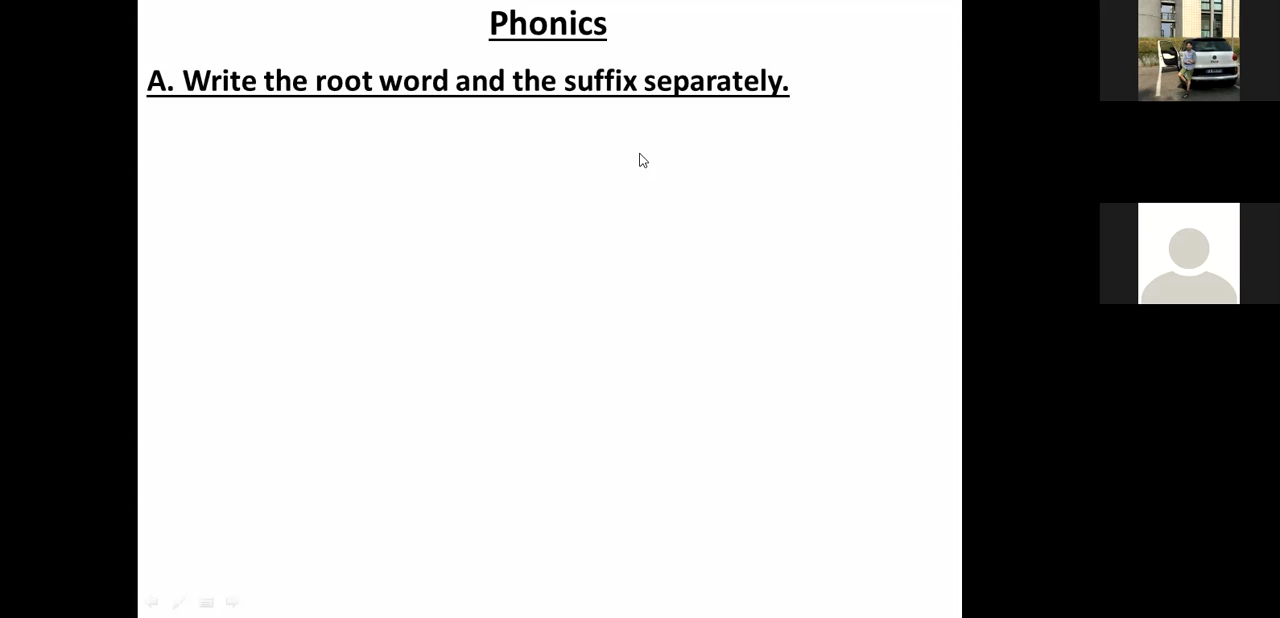 Phonics
A. Write the root word and the suffix separately.